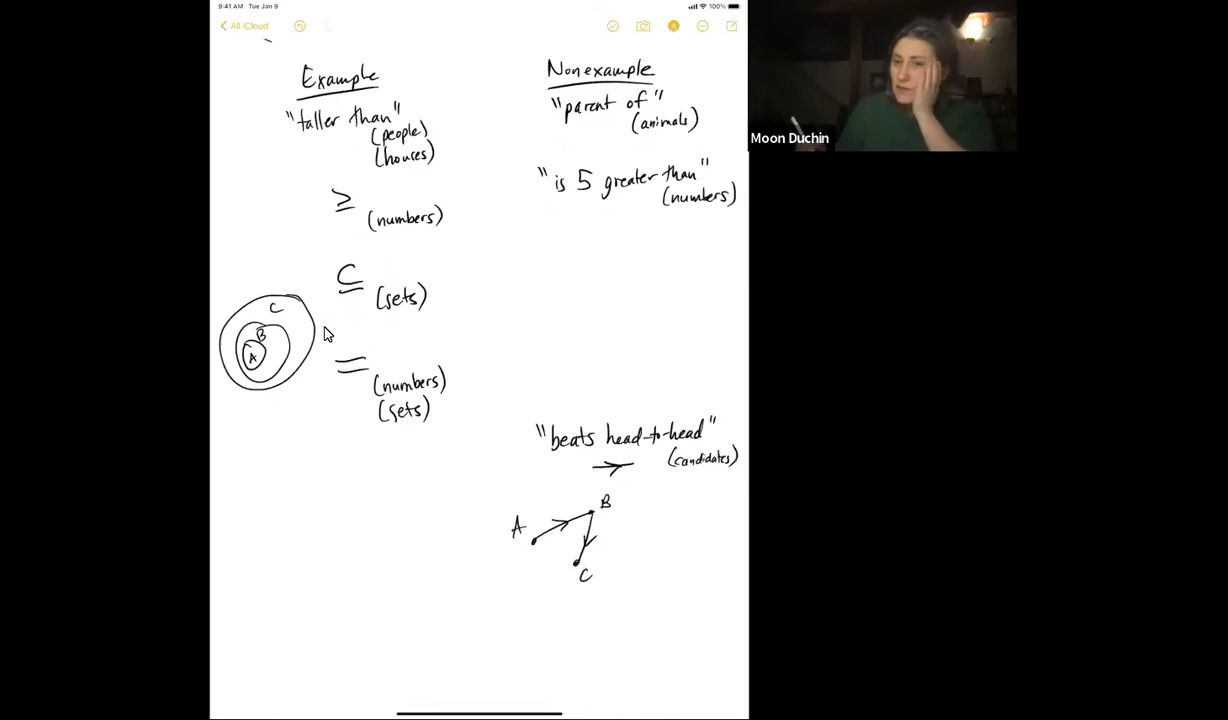 9:41 AM Tue Jan 9
100%
All iCloud
Example
"taller than"
(people)
(houses)
≥
(numbers)
⊆
(sets)
C
B
A
=
(numbers)
(sets)
Nonexample
"parent of"
(animals)
"is 5 greater than"
(numbers)
"beats head-to-head"
(candidates)
A
B
C
Moon Duchin